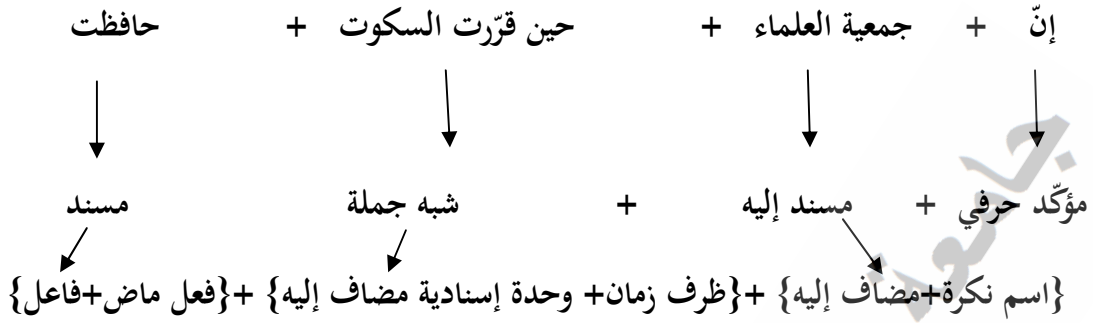 إنّ + جمعية العلماء + حين قرّرت السكوت + حافظت
مؤكّد حرفي + مسند إليه + شبه جملة مسند
{اسم نكرة+مضاف إليه} +{ظرف زمان+ وحدة إسنادية مضاف إليه} +{فعل ماض+فاعل}
جامعة